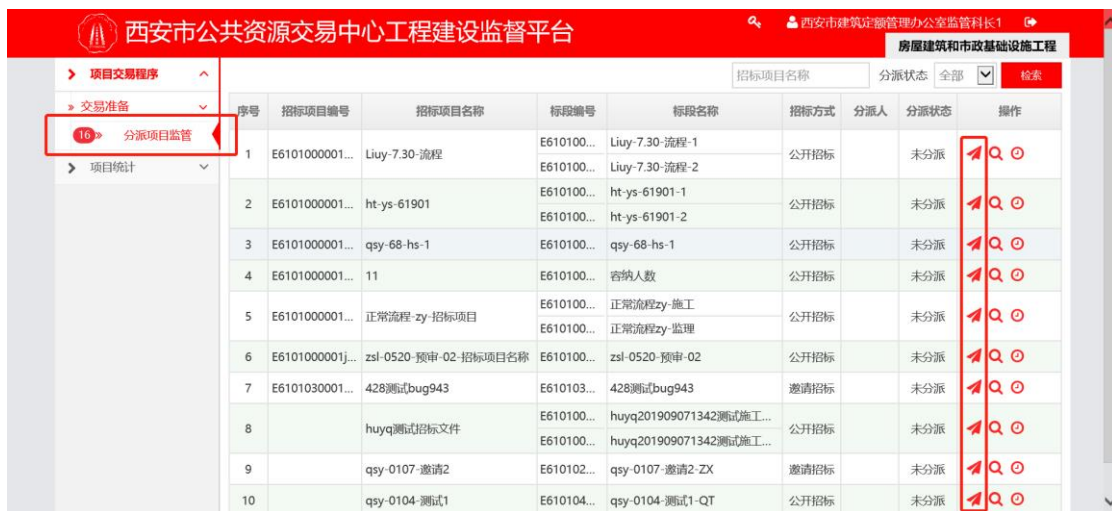 西安市公共资源交易中心工程建设监督平台
西安市建筑定额管理办公室监管科长1
房屋建筑和市政基础设施工程
项目交易程序
交易准备
16 分派项目监管
项目统计
招标项目名称 分派状态 全部 检索
序号 招标项目编号 招标项目名称 标段编号 标段名称 招标方式 分派人 分派状态 操作
1 E6101000001... Liuy-7.30-流程 E610100... Liuy-7.30-流程-1 公开招标 未分派
E610100... Liuy-7.30-流程-2
2 E6101000001... ht-ys-61901 E610100... ht-ys-61901-1 公开招标 未分派
E610100... ht-ys-61901-2
3 E6101000001... qsy-68-hs-1 E610100... qsy-68-hs-1 公开招标 未分派
4 E6101000001... 11 E610100... 容纳人数 公开招标 未分派
5 E6101000001... 正常流程-zy-招标项目 E610100... 正常流程zy-施工 公开招标 未分派
E610100... 正常流程zy-监理
6 E6101000001j... zsl-0520-预审-02-招标项目名称 E610100... zsl-0520-预审-02 公开招标 未分派
7 E6101030001... 428测试bug943 E610103... 428测试bug943 邀请招标 未分派
8 huyq测试招标文件 E610100... huyq201909071342测试施工... 公开招标 未分派
E610100... huyq201909071342测试施工...
9 qsy-0107-邀请2 E610102... qsy-0107-邀请2-ZX 邀请招标 未分派
10 qsy-0104-测试1 E610104... qsy-0104-测试1-QT 公开招标 未分派